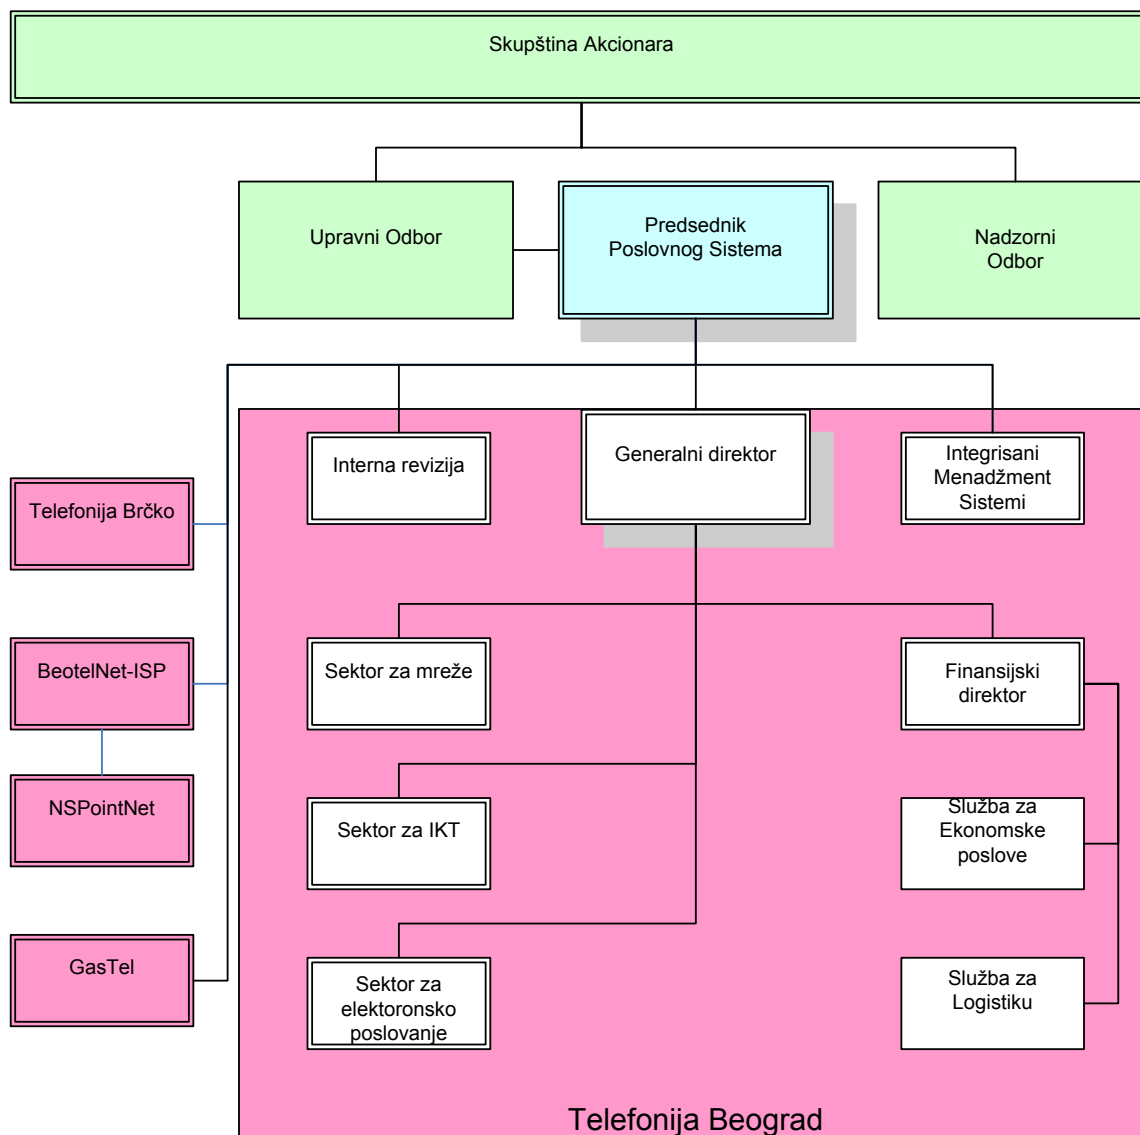 Skupština Akcionara
Upravni Odbor
Predsednik
Poslovnog Sistema
Nadzorni
Odbor
Interna revizija
Generalni direktor
Integrisani
Menadžment
Sistemi
Telefonija Brčko
BeotelNet-ISP
Sektor za mreže
Finansijski
direktor
NSPointNet
Sektor za IKT
Služba za
Ekonomske
poslove
GasTel
Sektor za
elektoronsko
poslovanje
Služba za
Logistiku
Telefonija Beograd